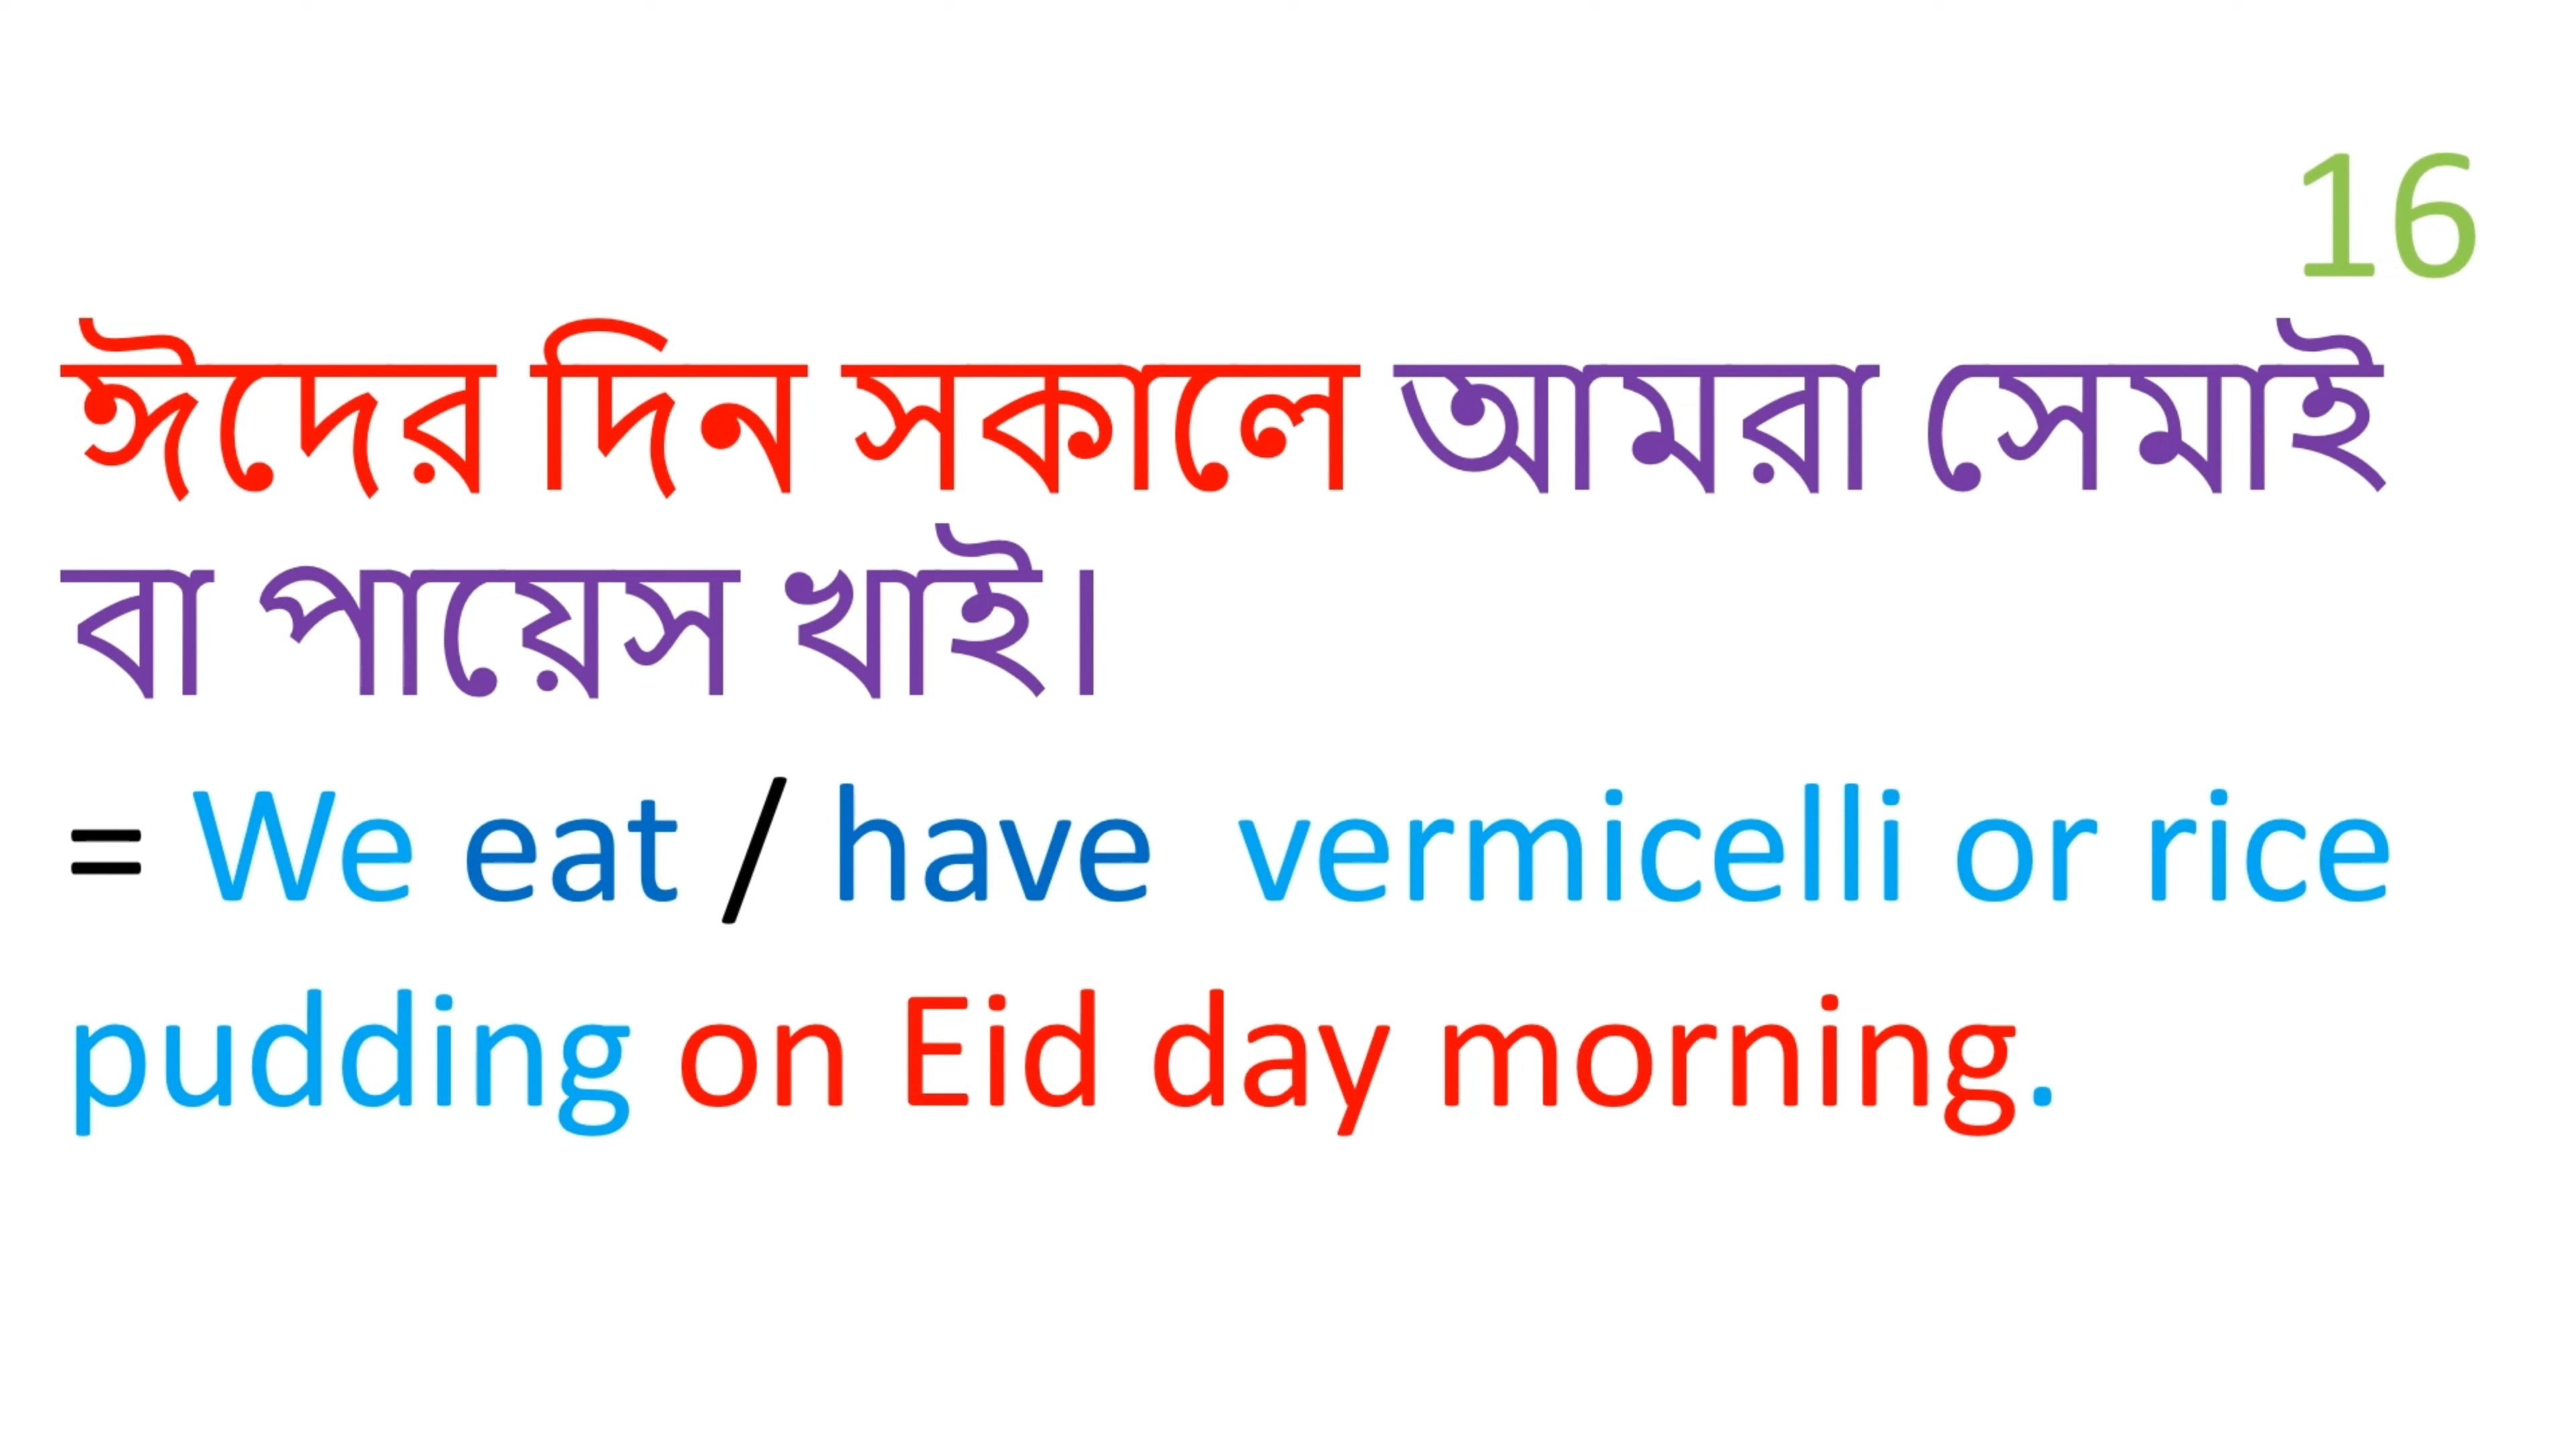 16
ঈদের দিন সকালে আমরা সেমাই
বা পায়েস খাই।
= We eat / have  vermicelli or rice
pudding on Eid day morning.